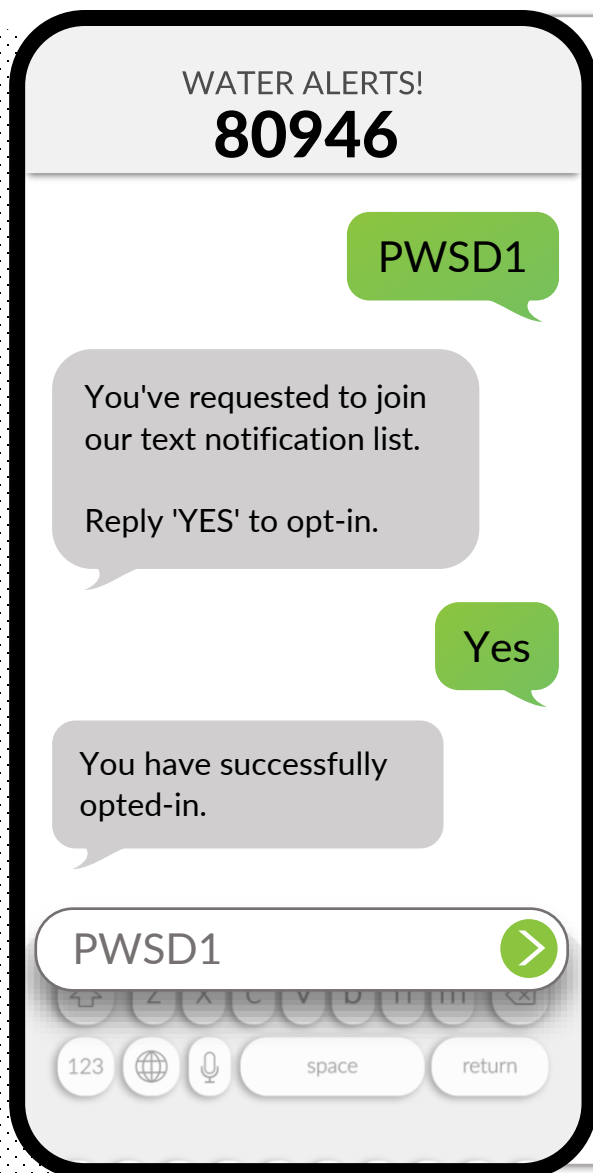 WATER ALERTS!
80946
PWSD1
You've requested to join
our text notification list.
Reply 'YES' to opt-in.
Yes
You have successfully
opted-in.
PWSD1
Z X C V b n m
123 space return